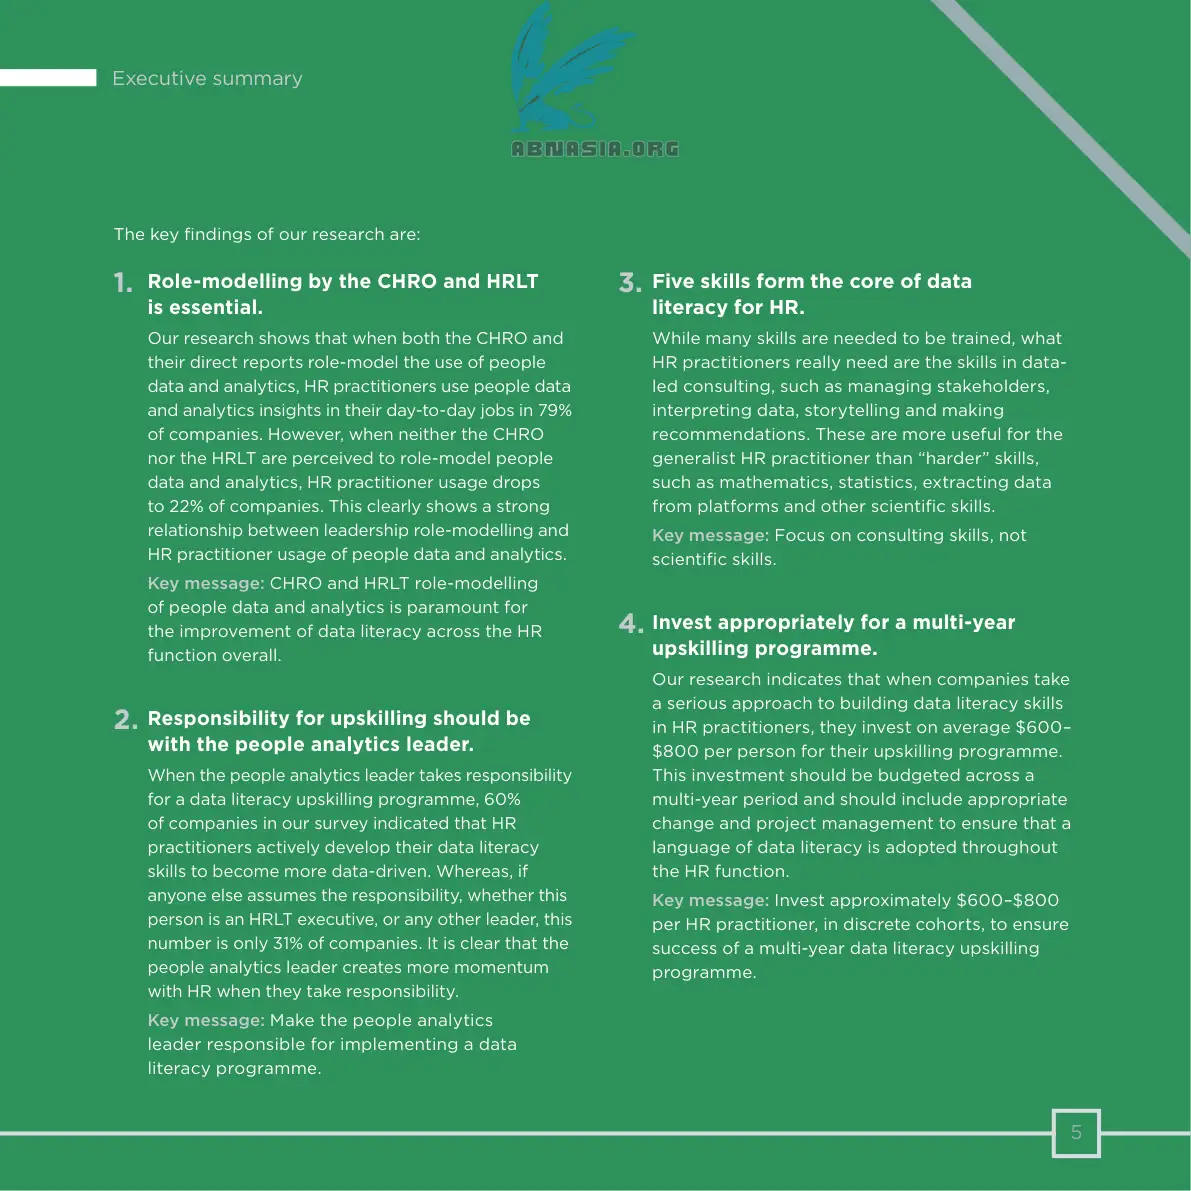 Executive summary
ABNASIA.ORG
The key findings of our research are:
1. Role-modelling by the CHRO and HRLT
is essential.
Our research shows that when both the CHRO and
their direct reports role-model the use of people
data and analytics, HR practitioners use people data
and analytics insights in their day-to-day jobs in 79%
of companies. However, when neither the CHRO
nor the HRLT are perceived to role-model people
data and analytics, HR practitioner usage drops
to 22% of companies. This clearly shows a strong
relationship between leadership role-modelling and
HR practitioner usage of people data and analytics.
Key message: CHRO and HRLT role-modelling
of people data and analytics is paramount for
the improvement of data literacy across the HR
function overall.
2. Responsibility for upskilling should be
with the people analytics leader.
When the people analytics leader takes responsibility
for a data literacy upskilling programme, 60%
of companies in our survey indicated that HR
practitioners actively develop their data literacy
skills to become more data-driven. Whereas, if
anyone else assumes the responsibility, whether this
person is an HRLT executive, or any other leader, this
number is only 31% of companies. It is clear that the
people analytics leader creates more momentum
with HR when they take responsibility.
Key message: Make the people analytics
leader responsible for implementing a data
literacy programme.
3. Five skills form the core of data
literacy for HR.
While many skills are needed to be trained, what
HR practitioners really need are the skills in data-
led consulting, such as managing stakeholders,
interpreting data, storytelling and making
recommendations. These are more useful for the
generalist HR practitioner than “harder” skills,
such as mathematics, statistics, extracting data
from platforms and other scientific skills.
Key message: Focus on consulting skills, not
scientific skills.
4. Invest appropriately for a multi-year
upskilling programme.
Our research indicates that when companies take
a serious approach to building data literacy skills
in HR practitioners, they invest on average $600–
$800 per person for their upskilling programme.
This investment should be budgeted across a
multi-year period and should include appropriate
change and project management to ensure that a
language of data literacy is adopted throughout
the HR function.
Key message: Invest approximately $600–$800
per HR practitioner, in discrete cohorts, to ensure
success of a multi-year data literacy upskilling
programme.
5